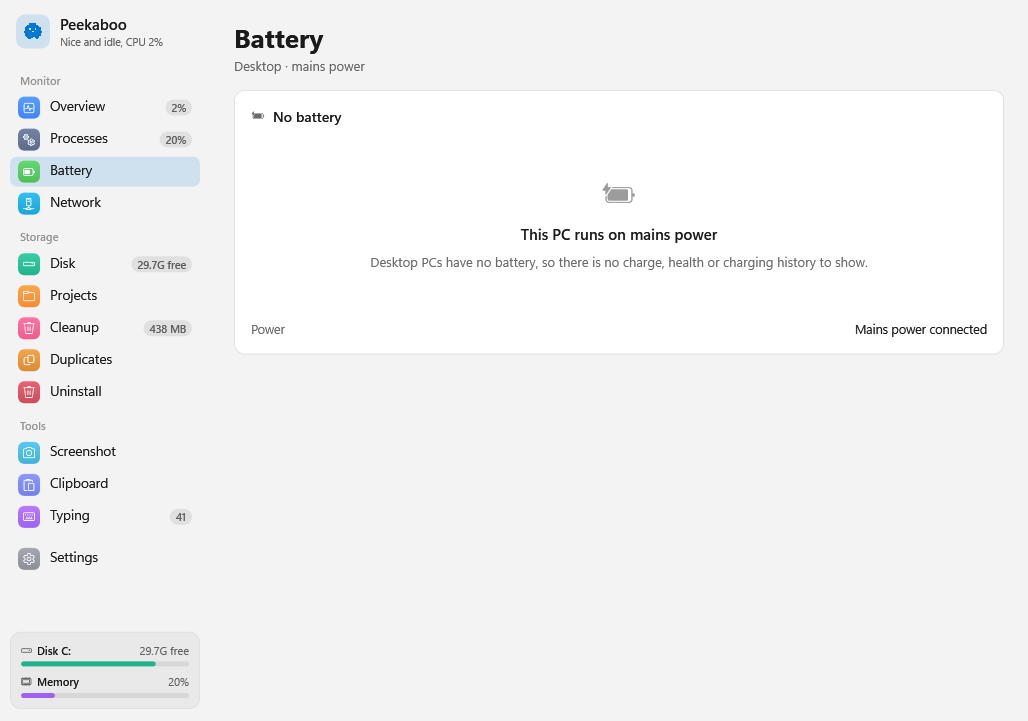 Peekaboo
Nice and idle, CPU 2%
Monitor
Overview 2%
Processes 20%
Battery
Network
Storage
Disk 29.7G free
Projects
Cleanup 438 MB
Duplicates
Uninstall
Tools
Screenshot
Clipboard
Typing 41
Settings
Disk C: 29.7G free
Memory 20%
Battery
Desktop · mains power
No battery
This PC runs on mains power
Desktop PCs have no battery, so there is no charge, health or charging history to show.
Power Mains power connected